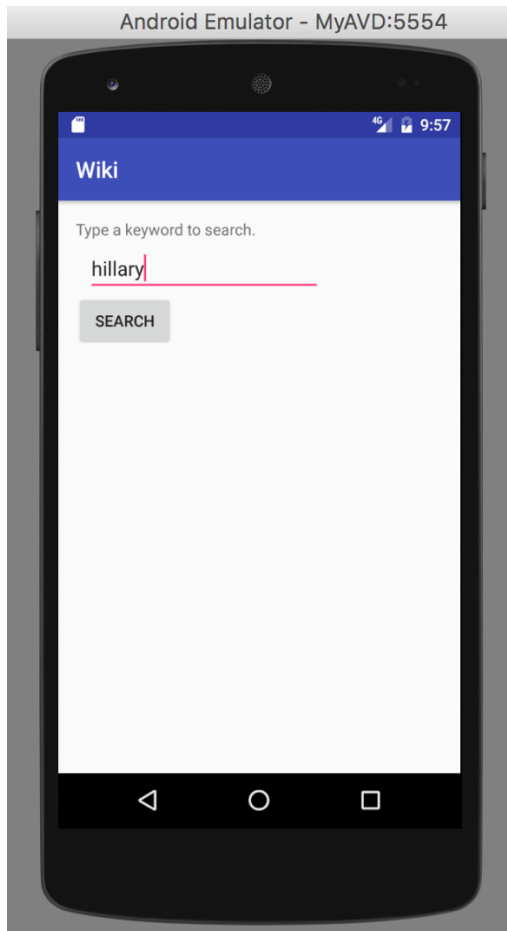 Android Emulator - MyAVD:5554
4G 9:57
Wiki
Type a keyword to search.
hillary
SEARCH